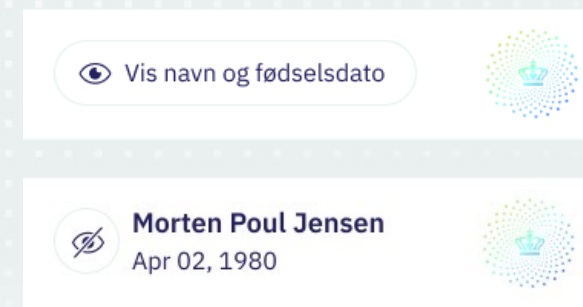 Vis navn og fødselsdato
Morten Poul Jensen
Apr 02, 1980